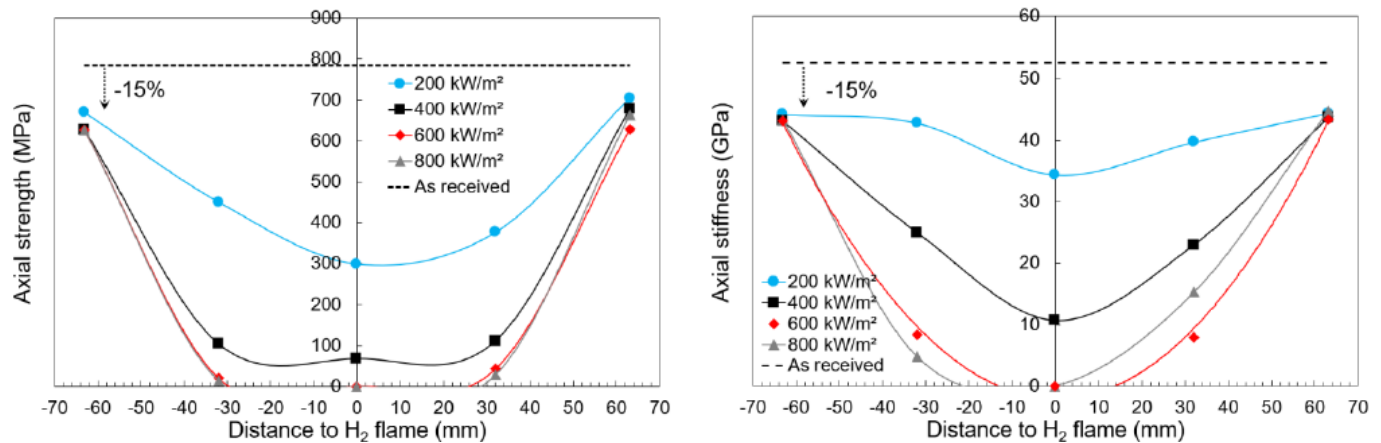 900
800
700
600
500
400
300
200
100
0
Axial strength (MPa)
-15%
200 kW/m²
400 kW/m²
600 kW/m²
800 kW/m²
As received
-70 -60 -50 -40 -30 -20 -10 0 10 20 30 40 50 60 70
Distance to H₂ flame (mm)
60
50
40
30
20
10
0
Axial stiffness (GPa)
-15%
200 kW/m²
400 kW/m²
600 kW/m²
800 kW/m²
As received
-70 -60 -50 -40 -30 -20 -10 0 10 20 30 40 50 60 70
Distance to H₂ flame (mm)